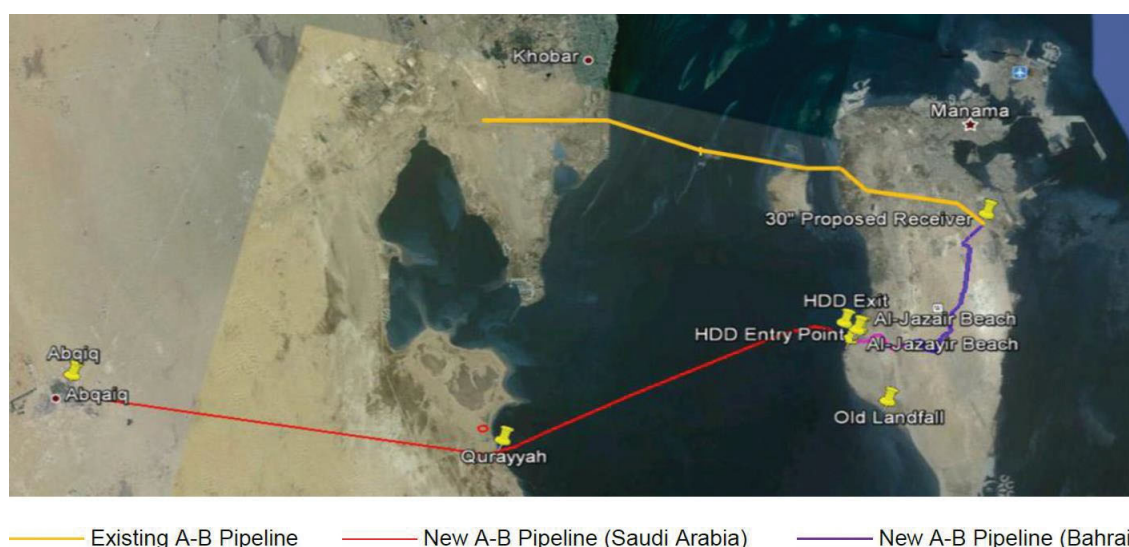 Khobar
Manama
30" Proposed Receiver
HDD Exit
Al-Jazair Beach
HDD Entry Point
Al-Jazayir Beach
Abqiq
Abqaiq
Old Landfall
Qurayyah
Existing A-B Pipeline
New A-B Pipeline (Saudi Arabia)
New A-B Pipeline (Bahrai